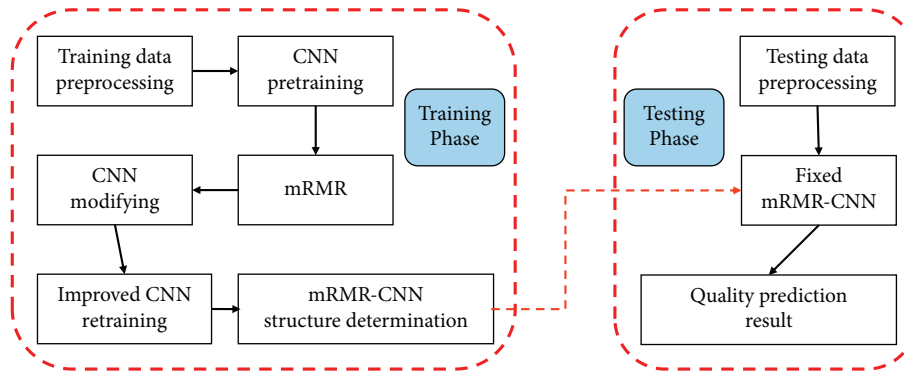 Training data
preprocessing
CNN
pretraining
Training
Phase
CNN
modifying
mRMR
Improved CNN
retraining
mRMR-CNN
structure determination
Testing data
preprocessing
Testing
Phase
Fixed
mRMR-CNN
Quality prediction
result